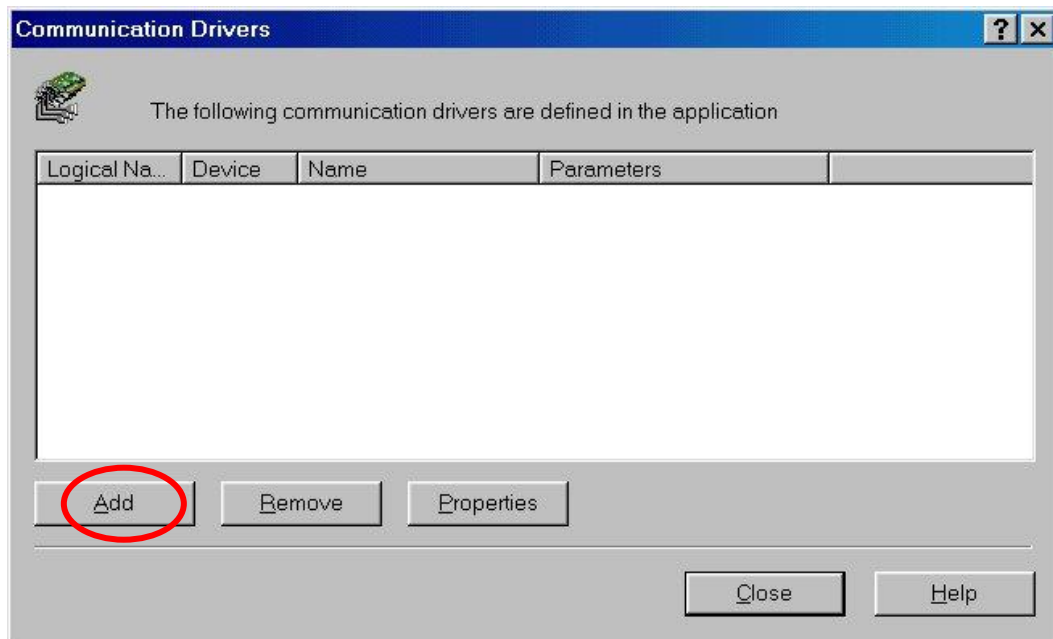 Communication Drivers
The following communication drivers are defined in the application
Logical Na... Device Name Parameters
Add Remove Properties
Close Help